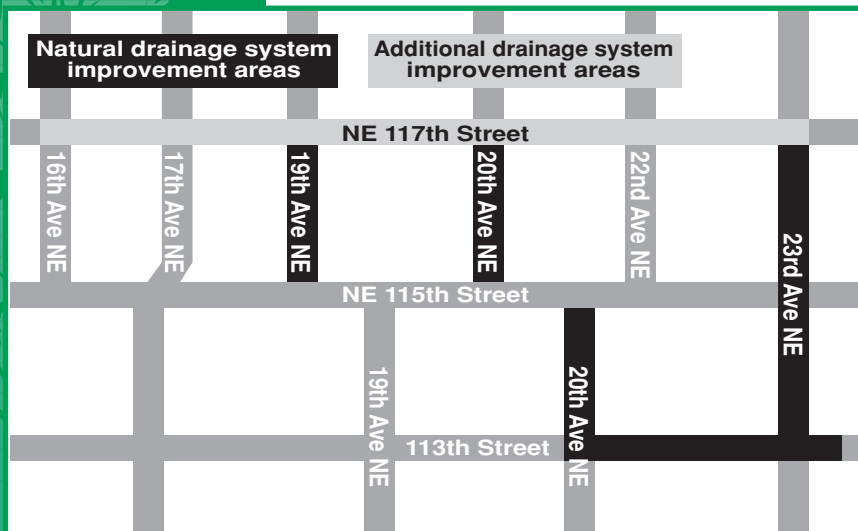 Natural drainage system
improvement areas
Additional drainage system
improvement areas
NE 117th Street
16th Ave NE
17th Ave NE
19th Ave NE
20th Ave NE
22nd Ave NE
23rd Ave NE
NE 115th Street
19th Ave NE
20th Ave NE
113th Street